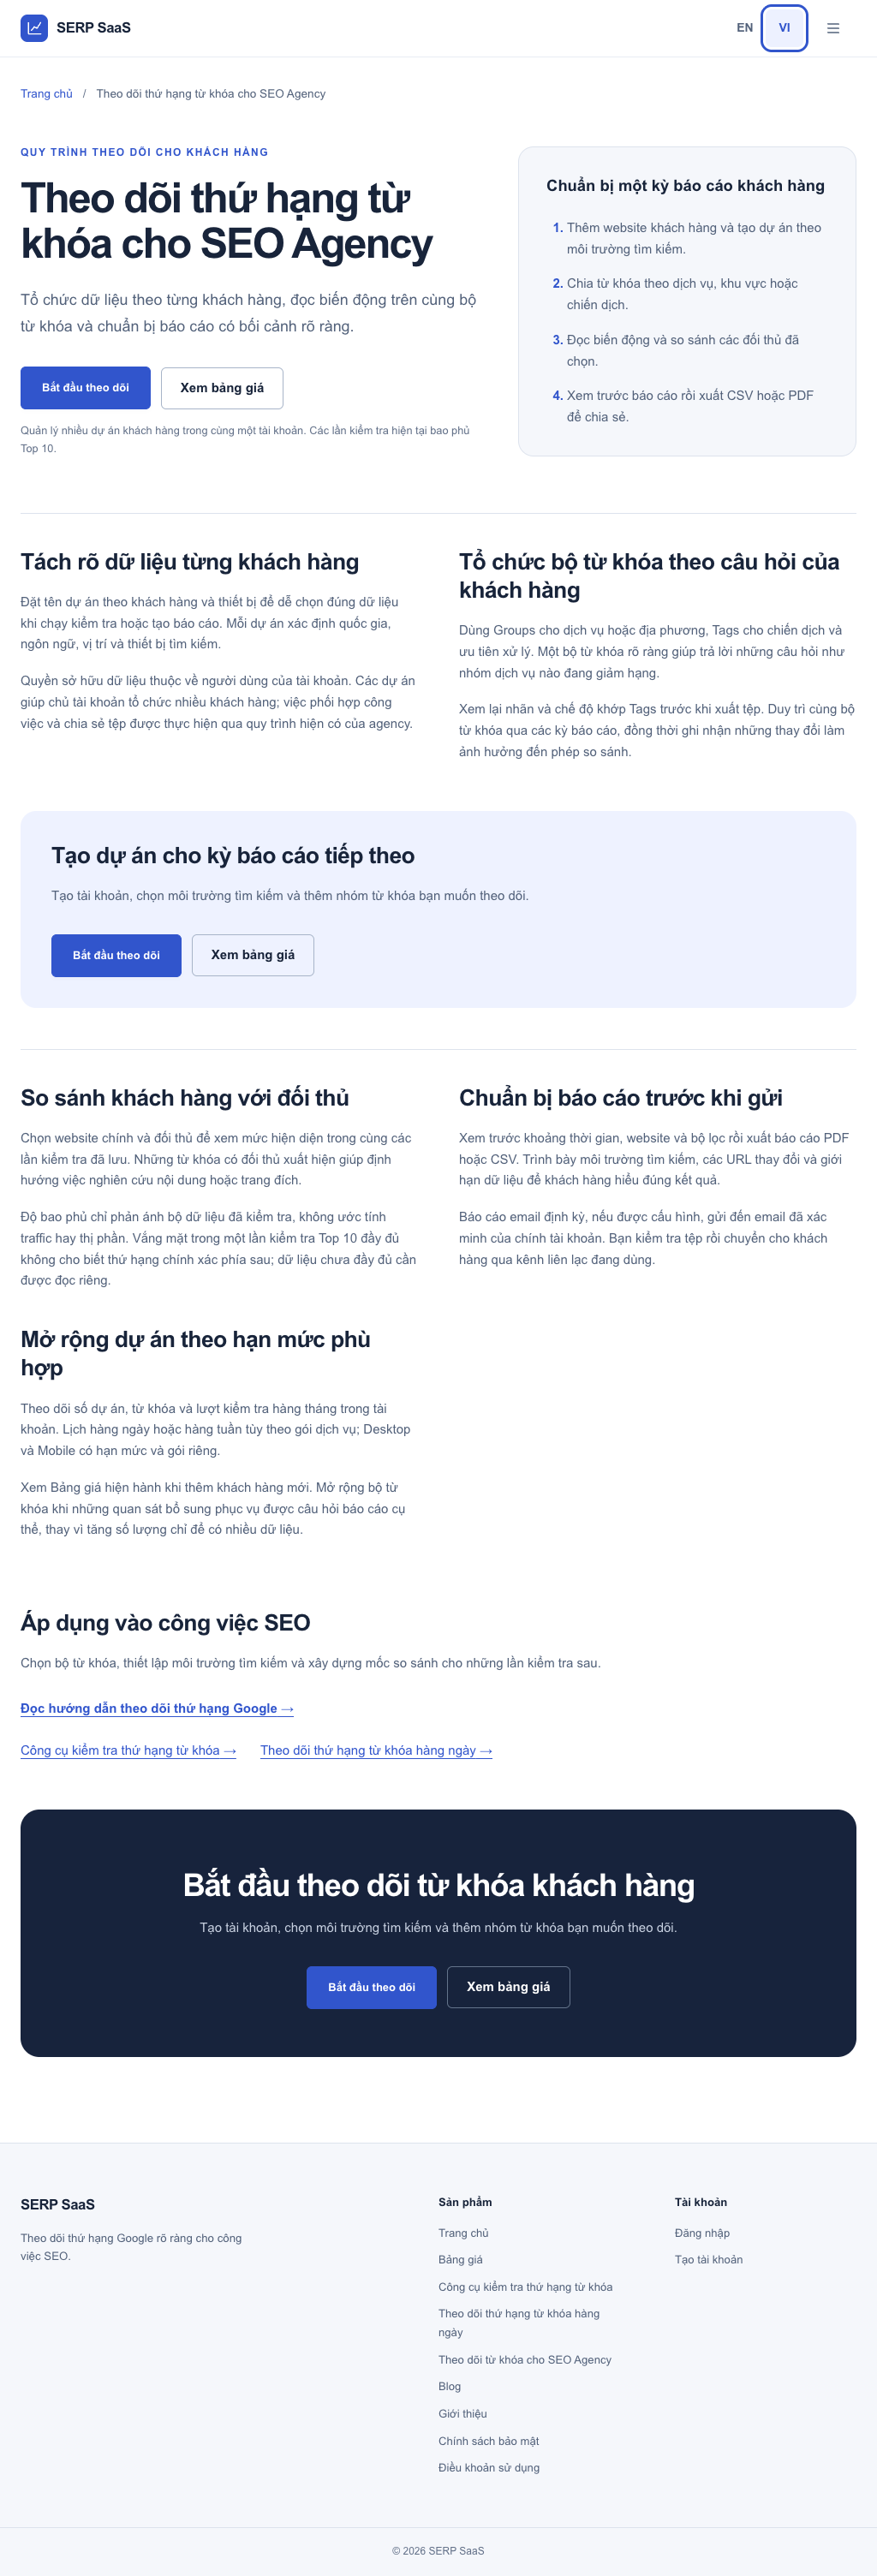 SERP SaaS
EN
VI
Trang chủ / Theo dõi thứ hạng từ khóa cho SEO Agency
QUY TRÌNH THEO DÕI CHO KHÁCH HÀNG
Theo dõi thứ hạng từ
khóa cho SEO Agency
Tổ chức dữ liệu theo từng khách hàng, đọc biến động trên cùng bộ
từ khóa và chuẩn bị báo cáo có bối cảnh rõ ràng.
Bắt đầu theo dõi
Xem bảng giá
Quản lý nhiều dự án khách hàng trong cùng một tài khoản. Các lần kiểm tra hiện tại bao phủ
Top 10.
Chuẩn bị một kỳ báo cáo khách hàng
1. Thêm website khách hàng và tạo dự án theo
môi trường tìm kiếm.
2. Chia từ khóa theo dịch vụ, khu vực hoặc
chiến dịch.
3. Đọc biến động và so sánh các đối thủ đã
chọn.
4. Xem trước báo cáo rồi xuất CSV hoặc PDF
để chia sẻ.
Tách rõ dữ liệu từng khách hàng
Đặt tên dự án theo khách hàng và thiết bị để dễ chọn đúng dữ liệu
khi chạy kiểm tra hoặc tạo báo cáo. Mỗi dự án xác định quốc gia,
ngôn ngữ, vị trí và thiết bị tìm kiếm.
Quyền sở hữu dữ liệu thuộc về người dùng của tài khoản. Các dự án
giúp chủ tài khoản tổ chức nhiều khách hàng; việc phối hợp công
việc và chia sẻ tệp được thực hiện qua quy trình hiện có của agency.
Tổ chức bộ từ khóa theo câu hỏi của
khách hàng
Dùng Groups cho dịch vụ hoặc địa phương, Tags cho chiến dịch và
ưu tiên xử lý. Một bộ từ khóa rõ ràng giúp trả lời những câu hỏi như
nhóm dịch vụ nào đang giảm hạng.
Xem lại nhãn và chế độ khớp Tags trước khi xuất tệp. Duy trì cùng bộ
từ khóa qua các kỳ báo cáo, đồng thời ghi nhận những thay đổi làm
ảnh hưởng đến phép so sánh.
Tạo dự án cho kỳ báo cáo tiếp theo
Tạo tài khoản, chọn môi trường tìm kiếm và thêm nhóm từ khóa bạn muốn theo dõi.
Bắt đầu theo dõi
Xem bảng giá
So sánh khách hàng với đối thủ
Chọn website chính và đối thủ để xem mức hiện diện trong cùng các
lần kiểm tra đã lưu. Những từ khóa có đối thủ xuất hiện giúp định
hướng việc nghiên cứu nội dung hoặc trang đích.
Độ bao phủ chỉ phản ánh bộ dữ liệu đã kiểm tra, không ước tính
traffic hay thị phần. Vắng mặt trong một lần kiểm tra Top 10 đầy đủ
không cho biết thứ hạng chính xác phía sau; dữ liệu chưa đầy đủ cần
được đọc riêng.
Chuẩn bị báo cáo trước khi gửi
Xem trước khoảng thời gian, website và bộ lọc rồi xuất báo cáo PDF
hoặc CSV. Trình bày môi trường tìm kiếm, các URL thay đổi và giới
hạn dữ liệu để khách hàng hiểu đúng kết quả.
Báo cáo email định kỳ, nếu được cấu hình, gửi đến email đã xác
minh của chính tài khoản. Bạn kiểm tra tệp rồi chuyển cho khách
hàng qua kênh liên lạc đang dùng.
Mở rộng dự án theo hạn mức phù
hợp
Theo dõi số dự án, từ khóa và lượt kiểm tra hàng tháng trong tài
khoản. Lịch hàng ngày hoặc hàng tuần tùy theo gói dịch vụ; Desktop
và Mobile có hạn mức và gói riêng.
Xem Bảng giá hiện hành khi thêm khách hàng mới. Mở rộng bộ từ
khóa khi những quan sát bổ sung phục vụ được câu hỏi báo cáo cụ
thể, thay vì tăng số lượng chỉ để có nhiều dữ liệu.
Áp dụng vào công việc SEO
Chọn bộ từ khóa, thiết lập môi trường tìm kiếm và xây dựng mốc so sánh cho những lần kiểm tra sau.
Đọc hướng dẫn theo dõi thứ hạng Google →
Công cụ kiểm tra thứ hạng từ khóa →
Theo dõi thứ hạng từ khóa hàng ngày →
Bắt đầu theo dõi từ khóa khách hàng
Tạo tài khoản, chọn môi trường tìm kiếm và thêm nhóm từ khóa bạn muốn theo dõi.
Bắt đầu theo dõi
Xem bảng giá
SERP SaaS
Theo dõi thứ hạng Google rõ ràng cho công
việc SEO.
Sản phẩm
Trang chủ
Bảng giá
Công cụ kiểm tra thứ hạng từ khóa
Theo dõi thứ hạng từ khóa hàng
ngày
Theo dõi từ khóa cho SEO Agency
Blog
Giới thiệu
Chính sách bảo mật
Điều khoản sử dụng
Tài khoản
Đăng nhập
Tạo tài khoản
© 2026 SERP SaaS